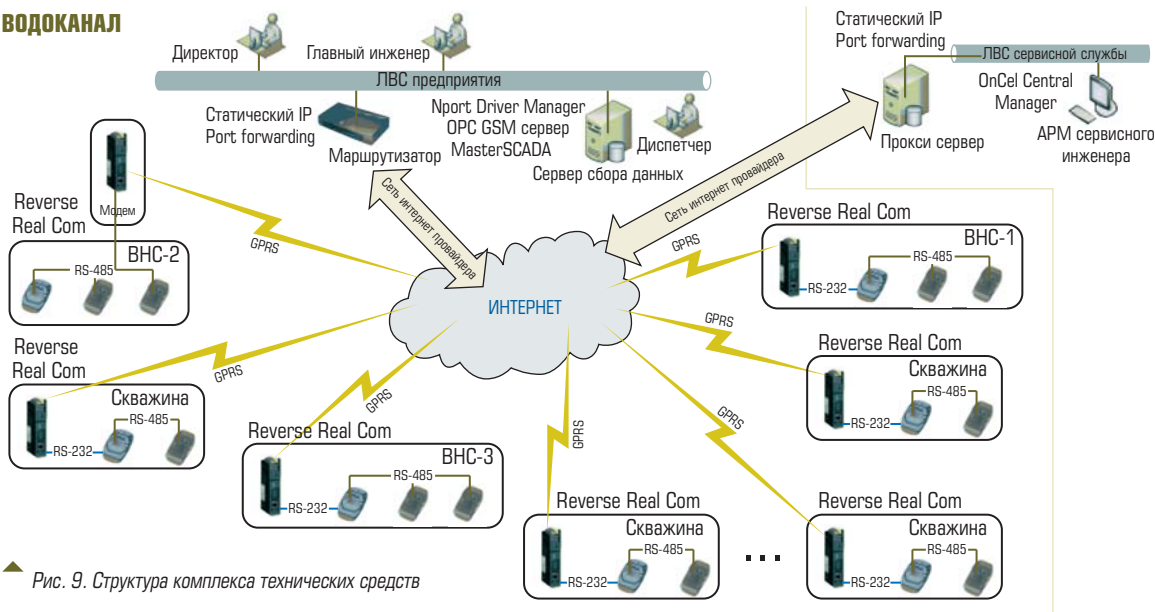 ВОДОКАНАЛ
Директор
Главный инженер
ЛВС предприятия
Статический IP
Port forwarding
Маршрутизатор
Nport Driver Manager
OPC GSM сервер
MasterSCADA
Диспетчер
Сервер сбора данных
Статический IP
Port forwarding
ЛВС сервисной службы
OnCel Central
Manager
Прокси сервер
АРМ сервисного
инженера
Сеть интернет провайдера
Сеть интернет провайдера
ИНТЕРНЕТ
Модем
Reverse
Real Com
ВНС-2
RS-485
GPRS
Reverse
Real Com
Скважина
RS-485
RS-232
GPRS
Reverse Real Com
ВНС-3
RS-485
RS-232
GPRS
Reverse Real Com
ВНС-1
RS-485
RS-232
GPRS
Reverse Real Com
Скважина
RS-485
RS-232
GPRS
Reverse Real Com
Скважина
RS-485
RS-232
GPRS
...
Reverse Real Com
Скважина
RS-485
RS-232
GPRS
Рис. 9. Структура комплекса технических средств